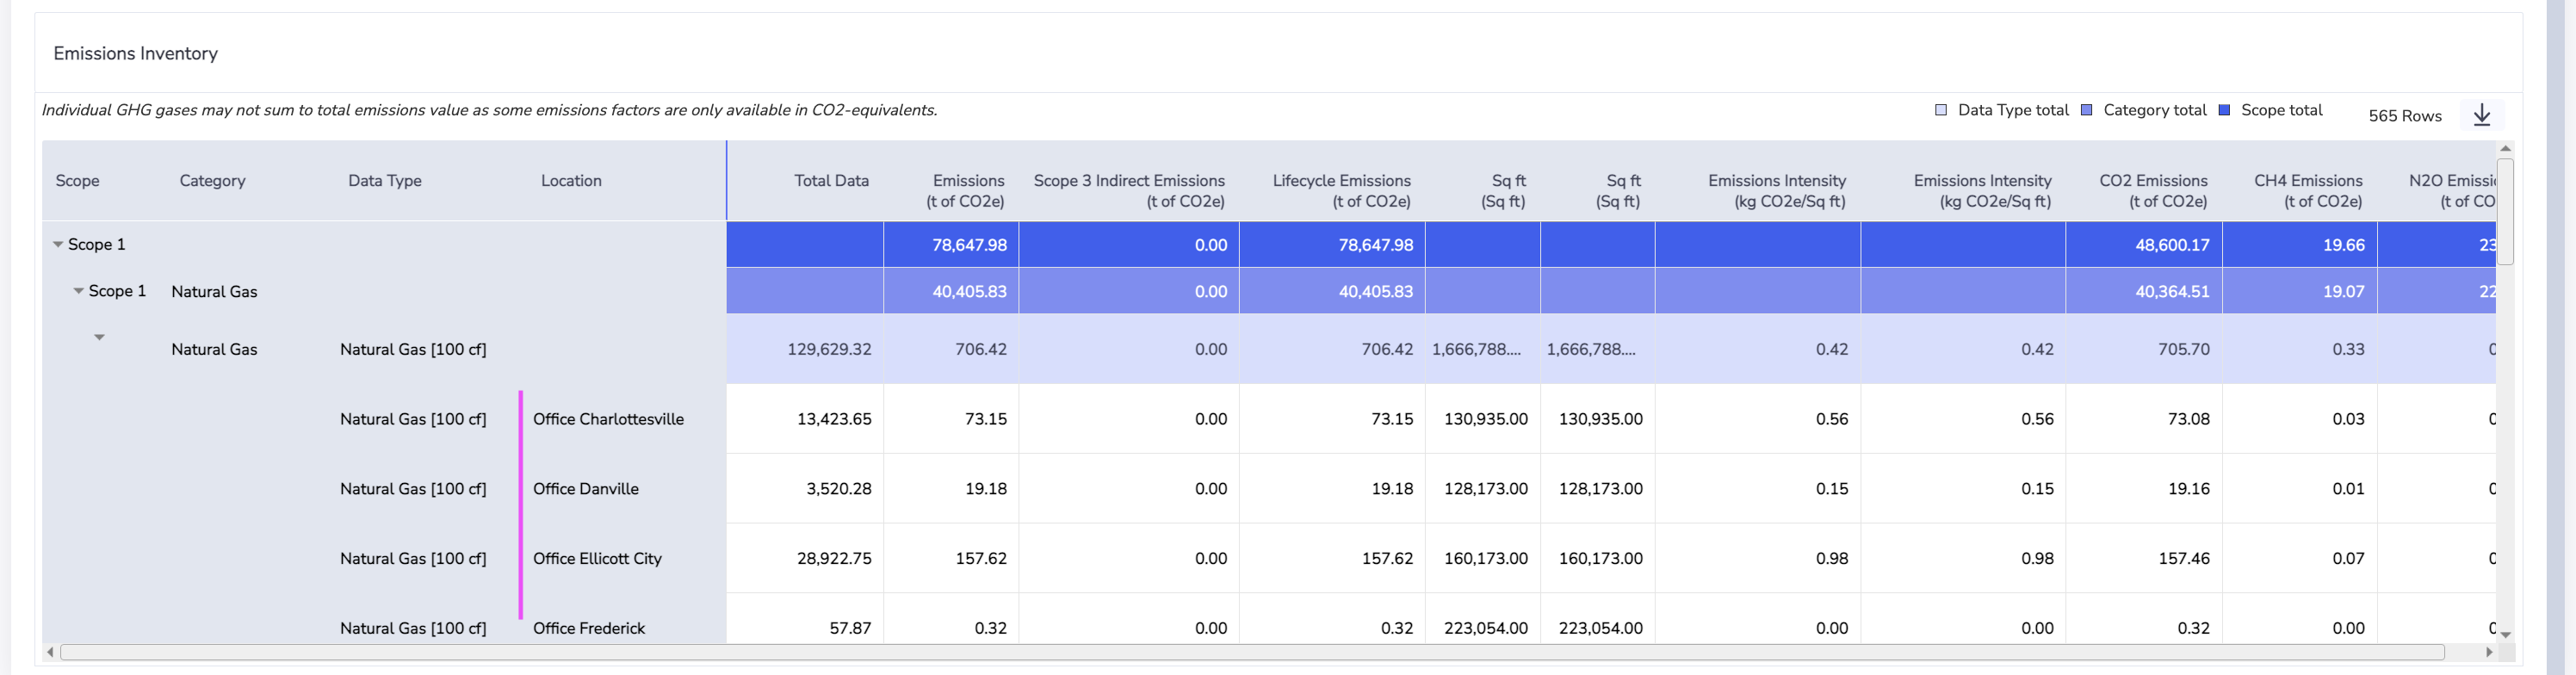 Emissions Inventory
Individual GHG gases may not sum to total emissions value as some emissions factors are only available in CO2-equivalents.
Data Type total Category total Scope total 565 Rows
Scope Category Data Type Location Total Data Emissions (t of CO2e) Scope 3 Indirect Emissions (t of CO2e) Lifecycle Emissions (t of CO2e) Sq ft (Sq ft) Sq ft (Sq ft) Emissions Intensity (kg CO2e/Sq ft) Emissions Intensity (kg CO2e/Sq ft) CO2 Emissions (t of CO2e) CH4 Emissions (t of CO2e) N2O (t of
Scope 1 78,647.98 0.00 78,647.98 48,600.17 19.66 23
Scope 1 Natural Gas 40,405.83 0.00 40,405.83 40,364.51 19.07 22
Natural Gas Natural Gas [100 cf] 129,629.32 706.42 0.00 706.42 1,666,788.... 1,666,788.... 0.42 0.42 705.70 0.33 0
Natural Gas [100 cf] Office Charlottesville 13,423.65 73.15 0.00 73.15 130,935.00 130,935.00 0.56 0.56 73.08 0.03 0
Natural Gas [100 cf] Office Danville 3,520.28 19.18 0.00 19.18 128,173.00 128,173.00 0.15 0.15 19.16 0.01 0
Natural Gas [100 cf] Office Ellicott City 28,922.75 157.62 0.00 157.62 160,173.00 160,173.00 0.98 0.98 157.46 0.07 0
Natural Gas [100 cf] Office Frederick 57.87 0.32 0.00 0.32 223,054.00 223,054.00 0.00 0.00 0.32 0.00 0